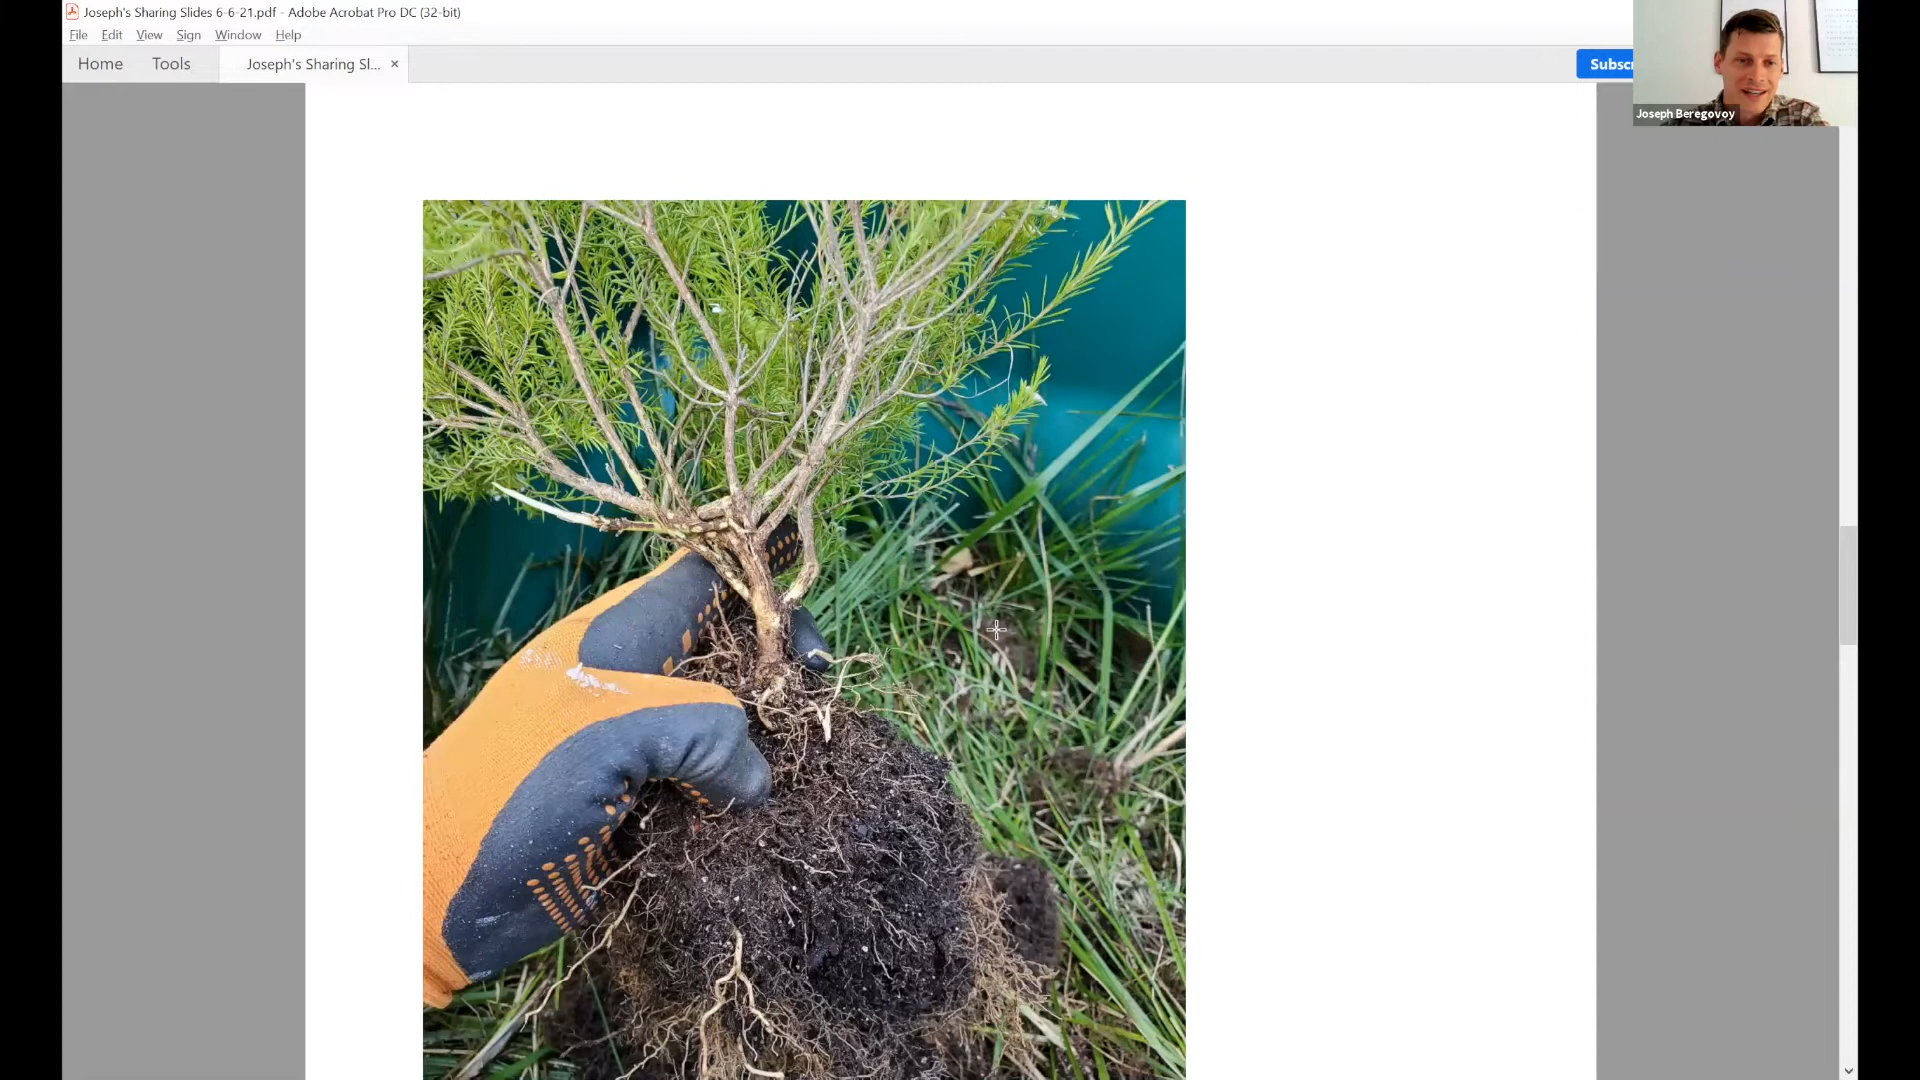 Joseph's Sharing Slides 6-6-21.pdf - Adobe Acrobat Pro DC (32-bit)
File Edit View Sign Window Help
Home Tools Joseph's Sharing Sl... ×
Subsc
Joseph Beregovoy